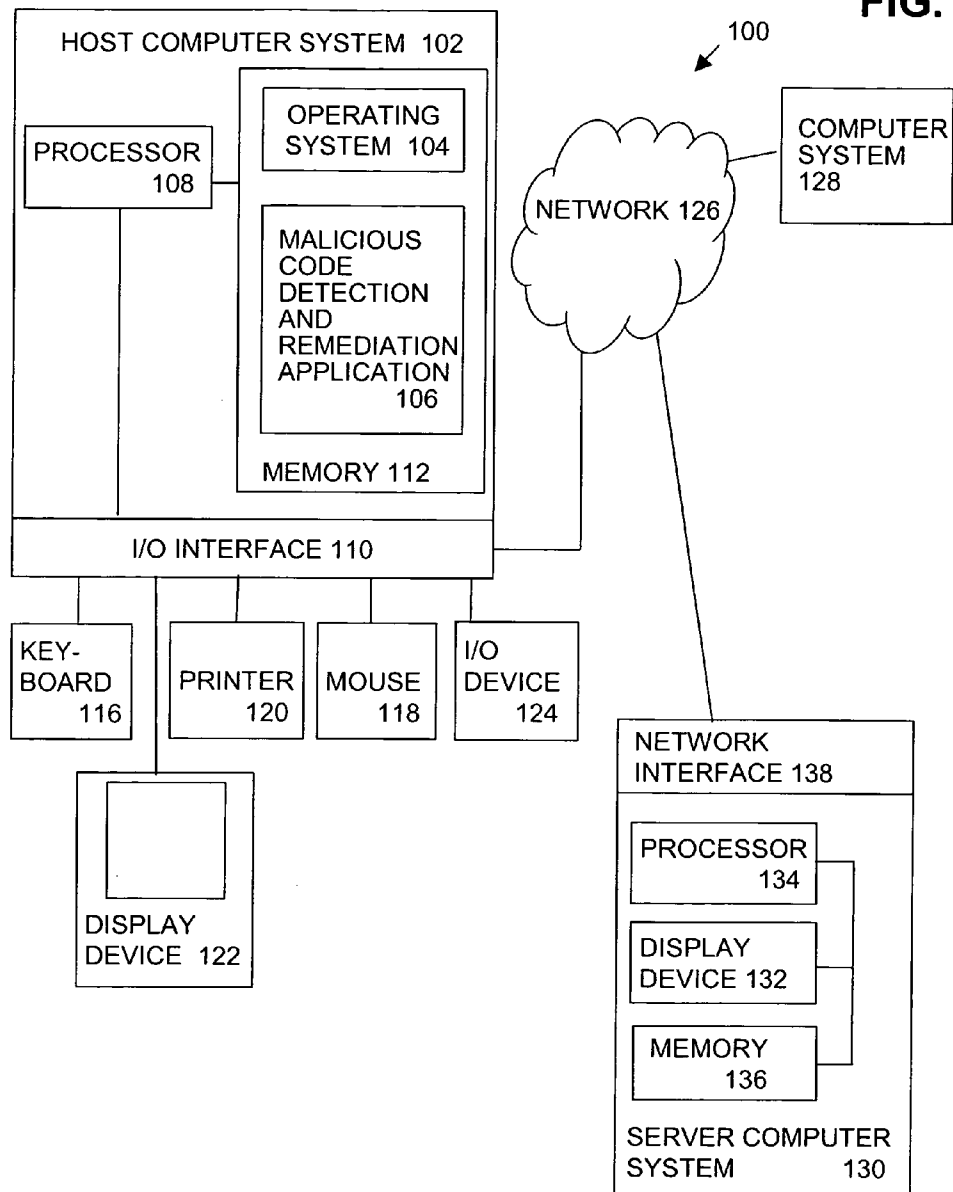 FIG.
100
HOST COMPUTER SYSTEM 102
OPERATING
SYSTEM 104
PROCESSOR
108
MALICIOUS
CODE
DETECTION
AND
REMEDIATION
APPLICATION
106
MEMORY 112
I/O INTERFACE 110
NETWORK 126
COMPUTER
SYSTEM
128
KEY-
BOARD
116
PRINTER
120
MOUSE
118
I/O
DEVICE
124
DISPLAY
DEVICE 122
NETWORK
INTERFACE 138
PROCESSOR
134
DISPLAY
DEVICE 132
MEMORY
136
SERVER COMPUTER
SYSTEM 130